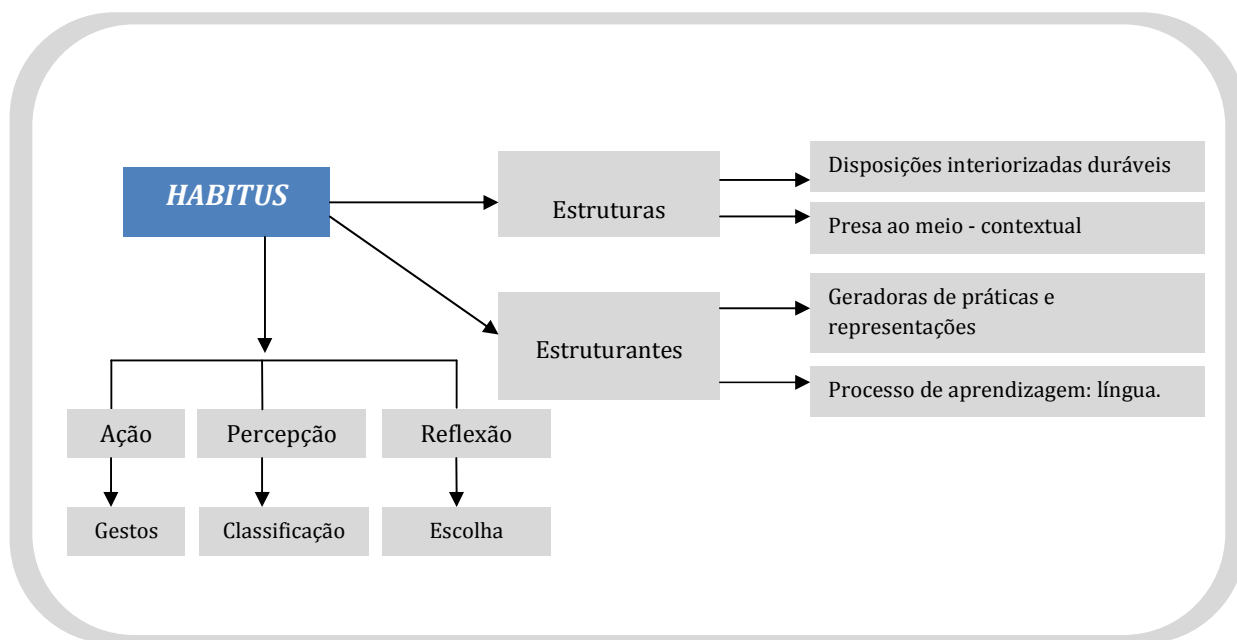 HABITUS
Estruturas
Disposições interiorizadas duráveis
Presa ao meio - contextual
Estruturantes
Geradoras de práticas e
representações
Processo de aprendizagem: língua.
Ação
Percepção
Reflexão
Gestos
Classificação
Escolha